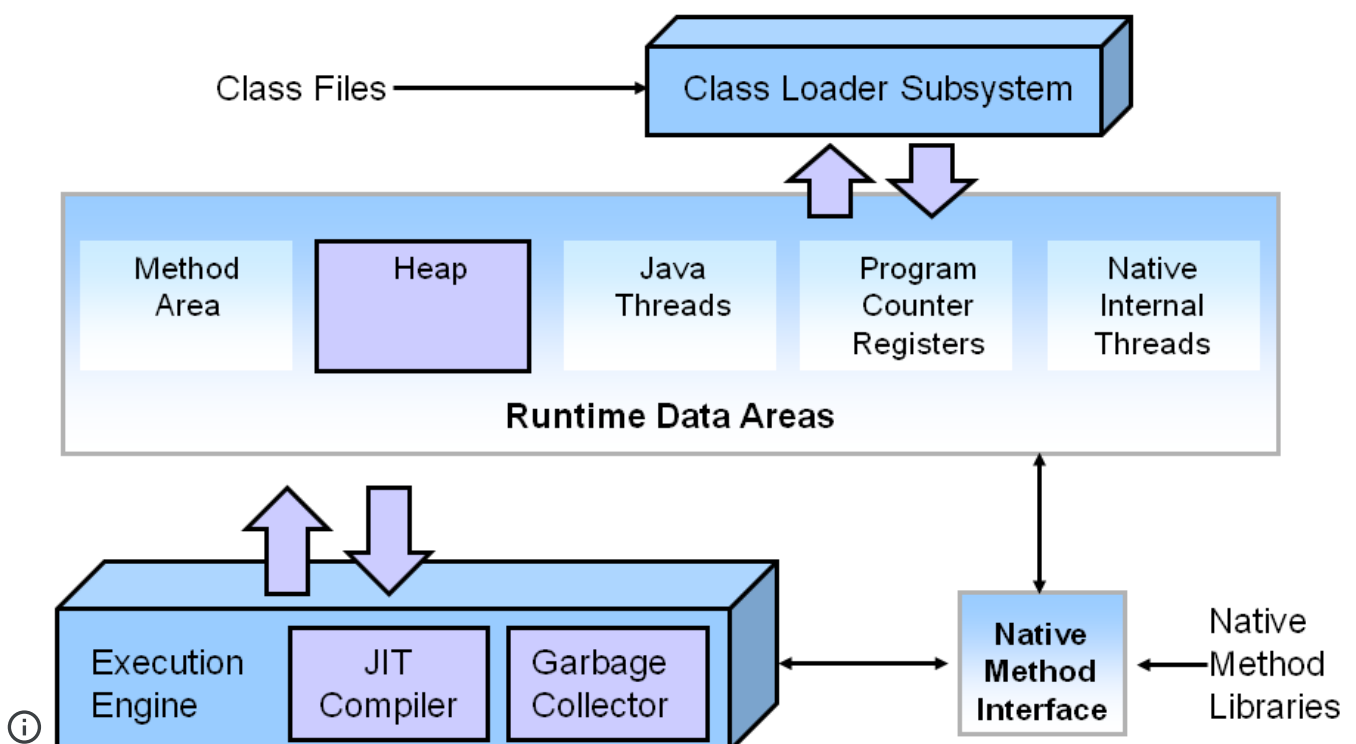 Class Files
Class Loader Subsystem
Method
Area
Heap
Java
Threads
Program
Counter
Registers
Native
Internal
Threads
Runtime Data Areas
Execution
Engine
JIT
Compiler
Garbage
Collector
Native
Method
Interface
Native
Method
Libraries